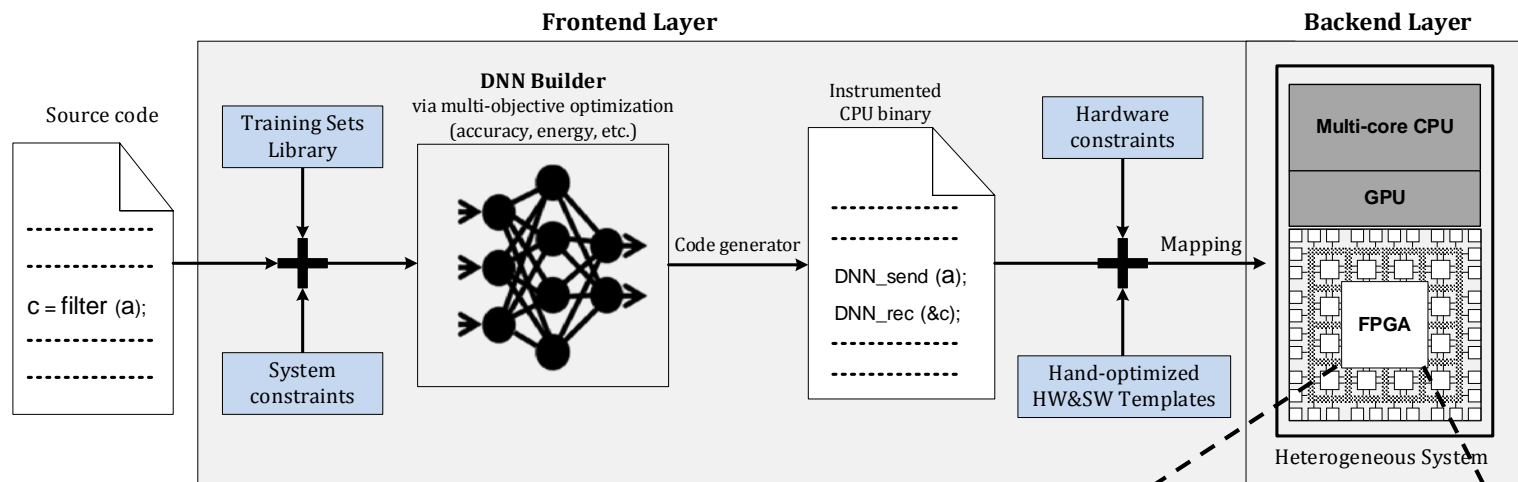 Frontend Layer
Backend Layer
Source code
c = filter (a);
Training Sets
Library
System
constraints
DNN Builder
via multi-objective optimization
(accuracy, energy, etc.)
Code generator
Instrumented
CPU binary
DNN_send (a);
DNN_rec (&c);
Hardware
constraints
Hand-optimized
HW&SW Templates
Mapping
Multi-core CPU
GPU
FPGA
Heterogeneous System